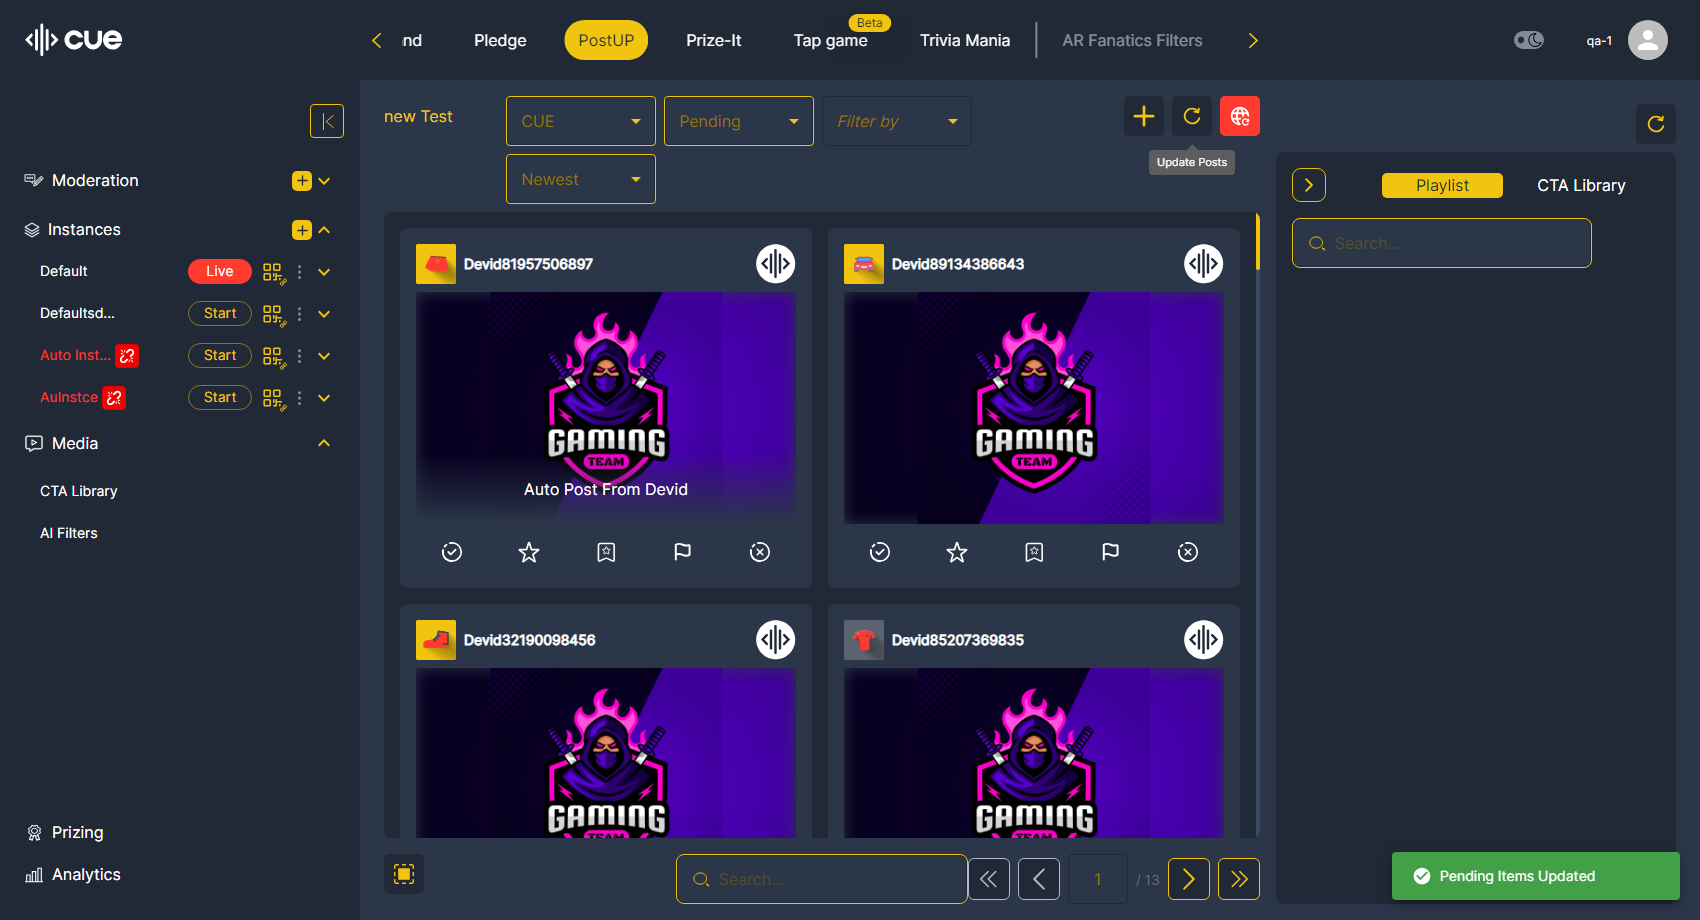 cue
nd
Pledge
PostUP
Prize-It
Tap game
Beta
Trivia Mania
AR Fanatics Filters
qa-1
Moderation
Instances
Default
Live
Defaultsd...
Start
Auto Inst...
Start
AuInstce
Start
Media
CTA Library
AI Filters
Prizing
Analytics
new Test
CUE
Pending
Filter by
Newest
Update Posts
Devid81957506897
GAMING
TEAM
Auto Post From Devid
Devid89134386643
GAMING
TEAM
Devid32190098456
GAMING
TEAM
Devid85207369835
GAMING
TEAM
Search...
1
/ 13
Playlist
CTA Library
Search...
Pending Items Updated